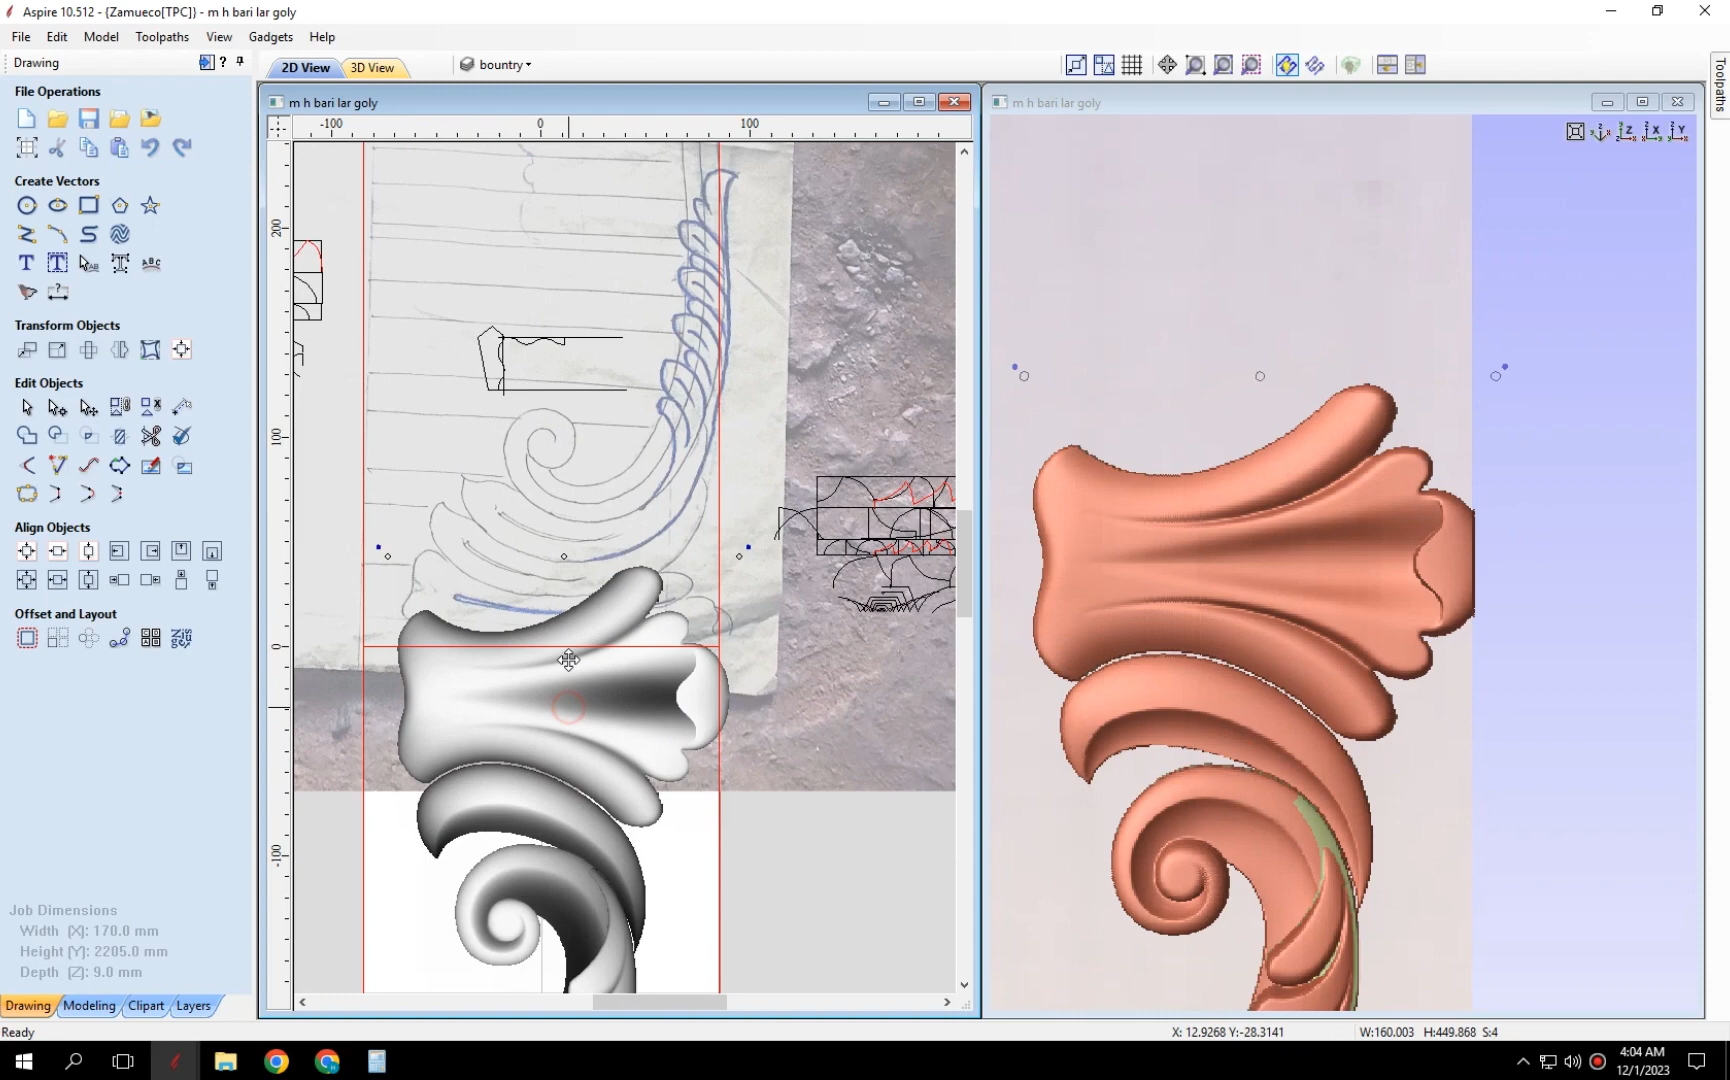 Aspire 10.512 - {Zamueco[TPC]} - m h bari lar goly
File Edit Model Toolpaths View Gadgets Help
Drawing
2D View 3D View bountry
File Operations
m h bari lar goly
m h bari lar goly
Toolpaths
-100 0 100
Create Vectors
200
Transform Objects
Edit Objects
100
Align Objects
Offset and Layout
0
-100
Job Dimensions
Width (X): 170.0 mm
Height (Y): 2205.0 mm
Depth (Z): 9.0 mm
Drawing Modeling Clipart Layers
Ready
X: 12.9268 Y:-28.3141
W:160.003 H:449.868 S:4
4:04 AM
12/1/2023